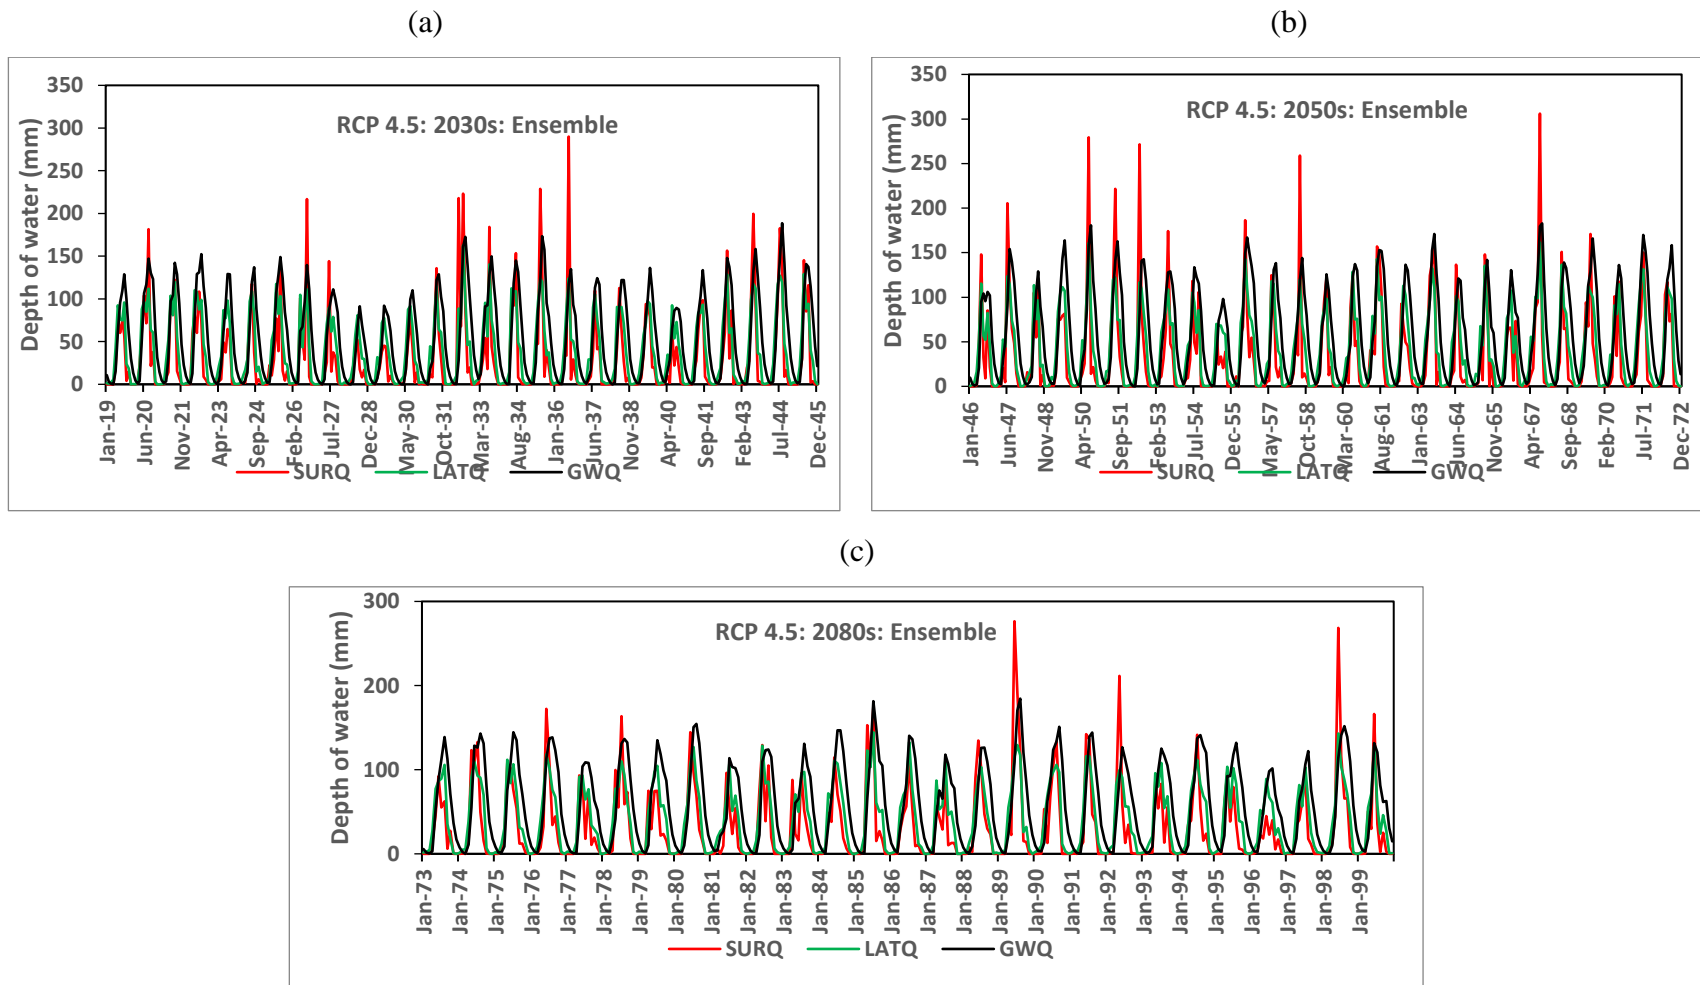 (a)
(b)
350
300
250
200
150
100
50
0
Depth of water (mm)
RCP 4.5: 2030s: Ensemble
Jan-19
Jun-20
Nov-21
Apr-23
Sep-24
Feb-26
Jul-27
Dec-28
May-30
Oct-31
Mar-33
Aug-34
Jan-36
Jun-37
Nov-38
Apr-40
Sep-41
Feb-43
Jul-44
Dec-45
SURQ LATQ GWQ
350
300
250
200
150
100
50
0
Depth of water (mm)
RCP 4.5: 2050s: Ensemble
Jan-46
Jun-47
Nov-48
Apr-50
Sep-51
Feb-53
Jul-54
Dec-55
May-57
Oct-58
Mar-60
Aug-61
Jan-63
Jun-64
Nov-65
Apr-67
Sep-68
Feb-70
Jul-71
Dec-72
SURQ LATQ GWQ
(c)
300
200
100
0
Depth of water (mm)
RCP 4.5: 2080s: Ensemble
Jan-73
Jan-74
Jan-75
Jan-76
Jan-77
Jan-78
Jan-79
Jan-80
Jan-81
Jan-82
Jan-83
Jan-84
Jan-85
Jan-86
Jan-87
Jan-88
Jan-89
Jan-90
Jan-91
Jan-92
Jan-93
Jan-94
Jan-95
Jan-96
Jan-97
Jan-98
Jan-99
SURQ LATQ GWQ